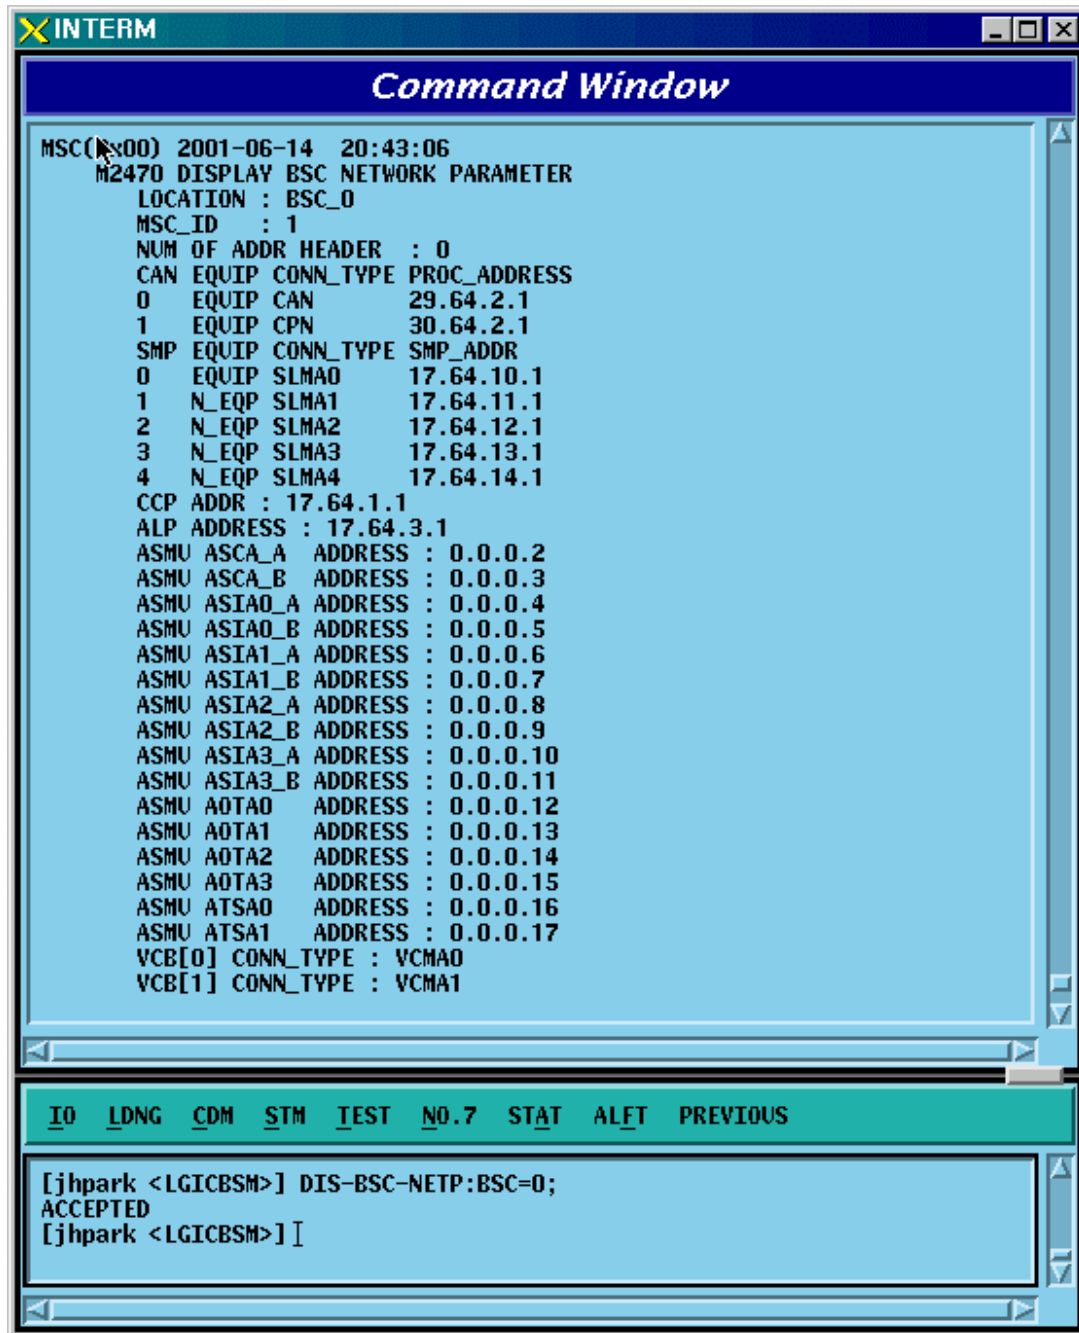 INTERM
Command Window
MSC( x00) 2001-06-14 20:43:06
M2470 DISPLAY BSC NETWORK PARAMETER
LOCATION : BSC_0
MSC_ID : 1
NUM OF ADDR HEADER : 0
CAN EQUIP CONN_TYPE PROC_ADDRESS
0 EQUIP CAN 29.64.2.1
1 EQUIP CPN 30.64.2.1
SMP EQUIP CONN_TYPE SMP_ADDR
0 EQUIP SLMA0 17.64.10.1
1 N_EQP SLMA1 17.64.11.1
2 N_EQP SLMA2 17.64.12.1
3 N_EQP SLMA3 17.64.13.1
4 N_EQP SLMA4 17.64.14.1
CCP ADDR : 17.64.1.1
ALP ADDRESS : 17.64.3.1
ASMU ASCA_A ADDRESS : 0.0.0.2
ASMU ASCA_B ADDRESS : 0.0.0.3
ASMU ASIA0_A ADDRESS : 0.0.0.4
ASMU ASIA0_B ADDRESS : 0.0.0.5
ASMU ASIA1_A ADDRESS : 0.0.0.6
ASMU ASIA1_B ADDRESS : 0.0.0.7
ASMU ASIA2_A ADDRESS : 0.0.0.8
ASMU ASIA2_B ADDRESS : 0.0.0.9
ASMU ASIA3_A ADDRESS : 0.0.0.10
ASMU ASIA3_B ADDRESS : 0.0.0.11
ASMU AOTA0 ADDRESS : 0.0.0.12
ASMU AOTA1 ADDRESS : 0.0.0.13
ASMU AOTA2 ADDRESS : 0.0.0.14
ASMU AOTA3 ADDRESS : 0.0.0.15
ASMU ATSA0 ADDRESS : 0.0.0.16
ASMU ATSA1 ADDRESS : 0.0.0.17
VCB[0] CONN_TYPE : VCMA0
VCB[1] CONN_TYPE : VCMA1
IO LDNG CDM STM TEST NO.7 STAT ALFT PREVIOUS
[jhpark <LGICBSM>] DIS-BSC-NETP:BSC=0;
ACCEPTED
[jhpark <LGICBSM>]